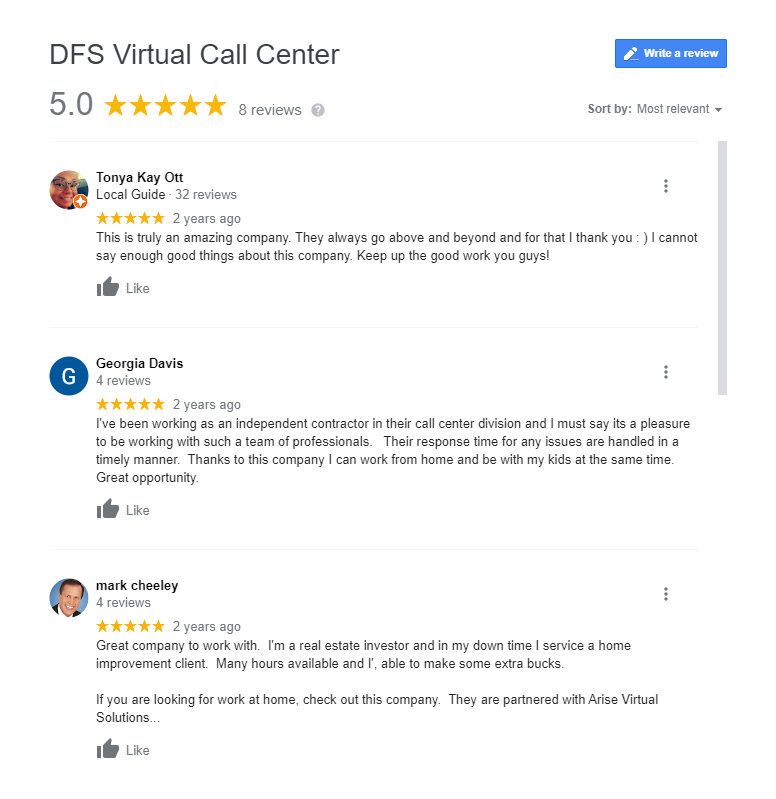 DFS Virtual Call Center
Write a review
5.0 8 reviews ?
Sort by: Most relevant
Tonya Kay Ott
Local Guide · 32 reviews
2 years ago
This is truly an amazing company. They always go above and beyond and for that I thank you : ) I cannot
say enough good things about this company. Keep up the good work you guys!
Like
G
Georgia Davis
4 reviews
2 years ago
I've been working as an independent contractor in their call center division and I must say its a pleasure
to be working with such a team of professionals.   Their response time for any issues are handled in a
timely manner.  Thanks to this company I can work from home and be with my kids at the same time.
Great opportunity.
Like
mark cheeley
4 reviews
2 years ago
Great company to work with.  I'm a real estate investor and in my down time I service a home
improvement client.  Many hours available and I', able to make some extra bucks.
If you are looking for work at home, check out this company.  They are partnered with Arise Virtual
Solutions...
Like